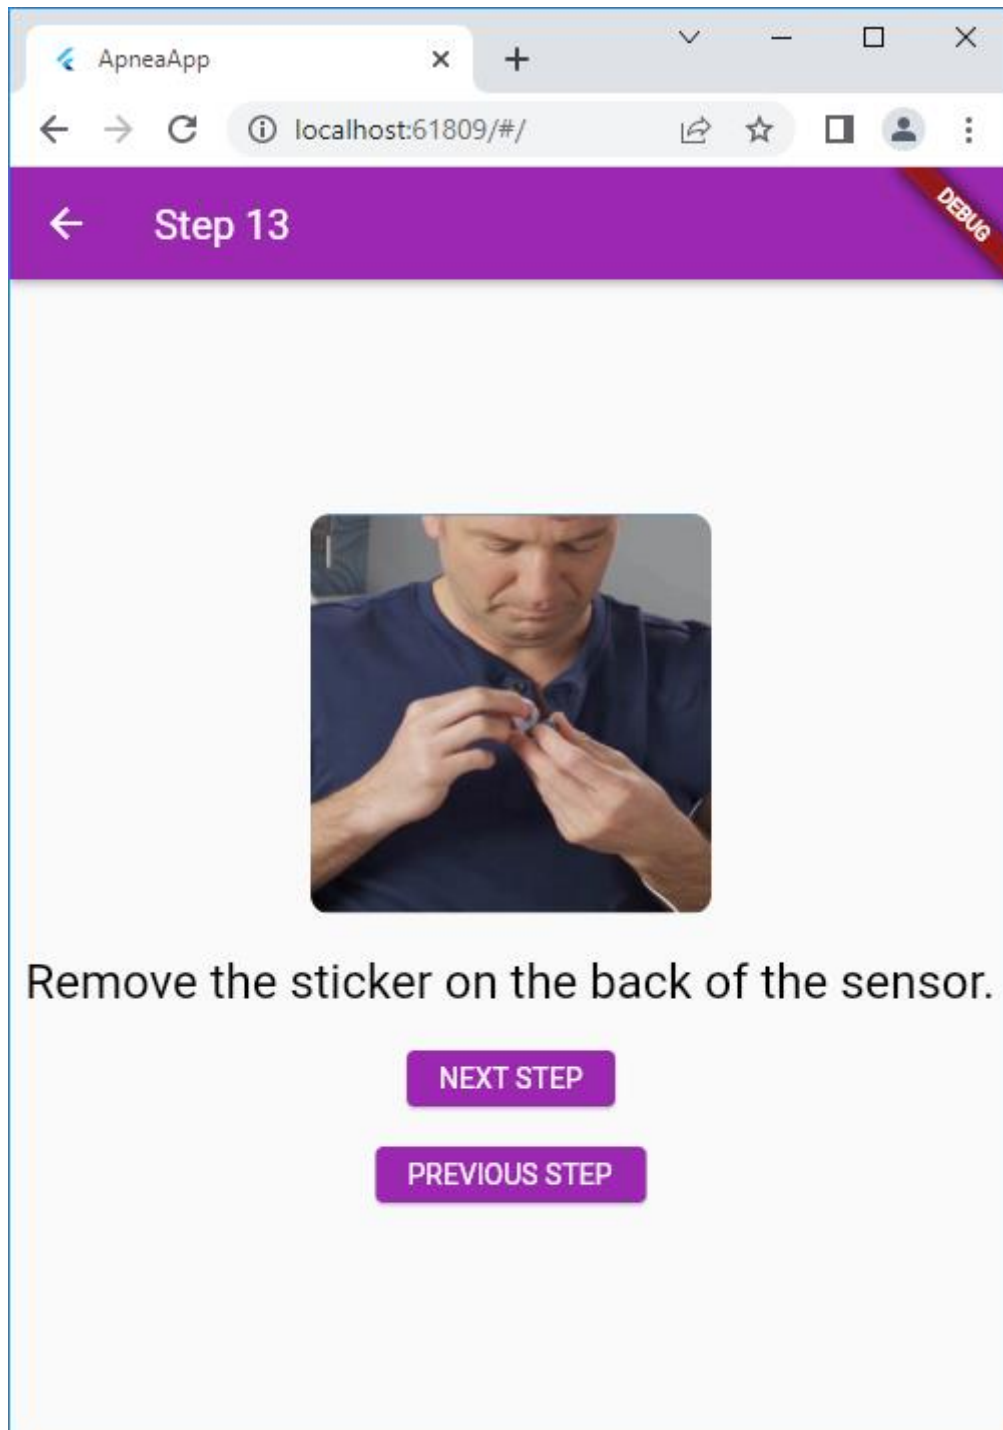 ApneaApp
localhost:61809/#/
Step 13
DEBUG
Remove the sticker on the back of the sensor.
NEXT STEP
PREVIOUS STEP